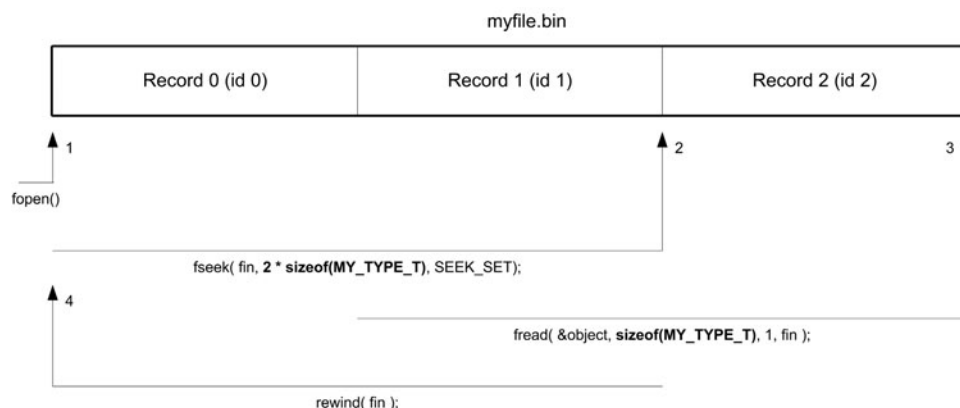 myfile.bin
Record 0 (id 0) Record 1 (id 1) Record 2 (id 2)
1 2 3
fopen()
fseek( fin, 2 * sizeof(MY_TYPE_T), SEEK_SET);
4
fread( &object, sizeof(MY_TYPE_T), 1, fin );
rewind( fin );